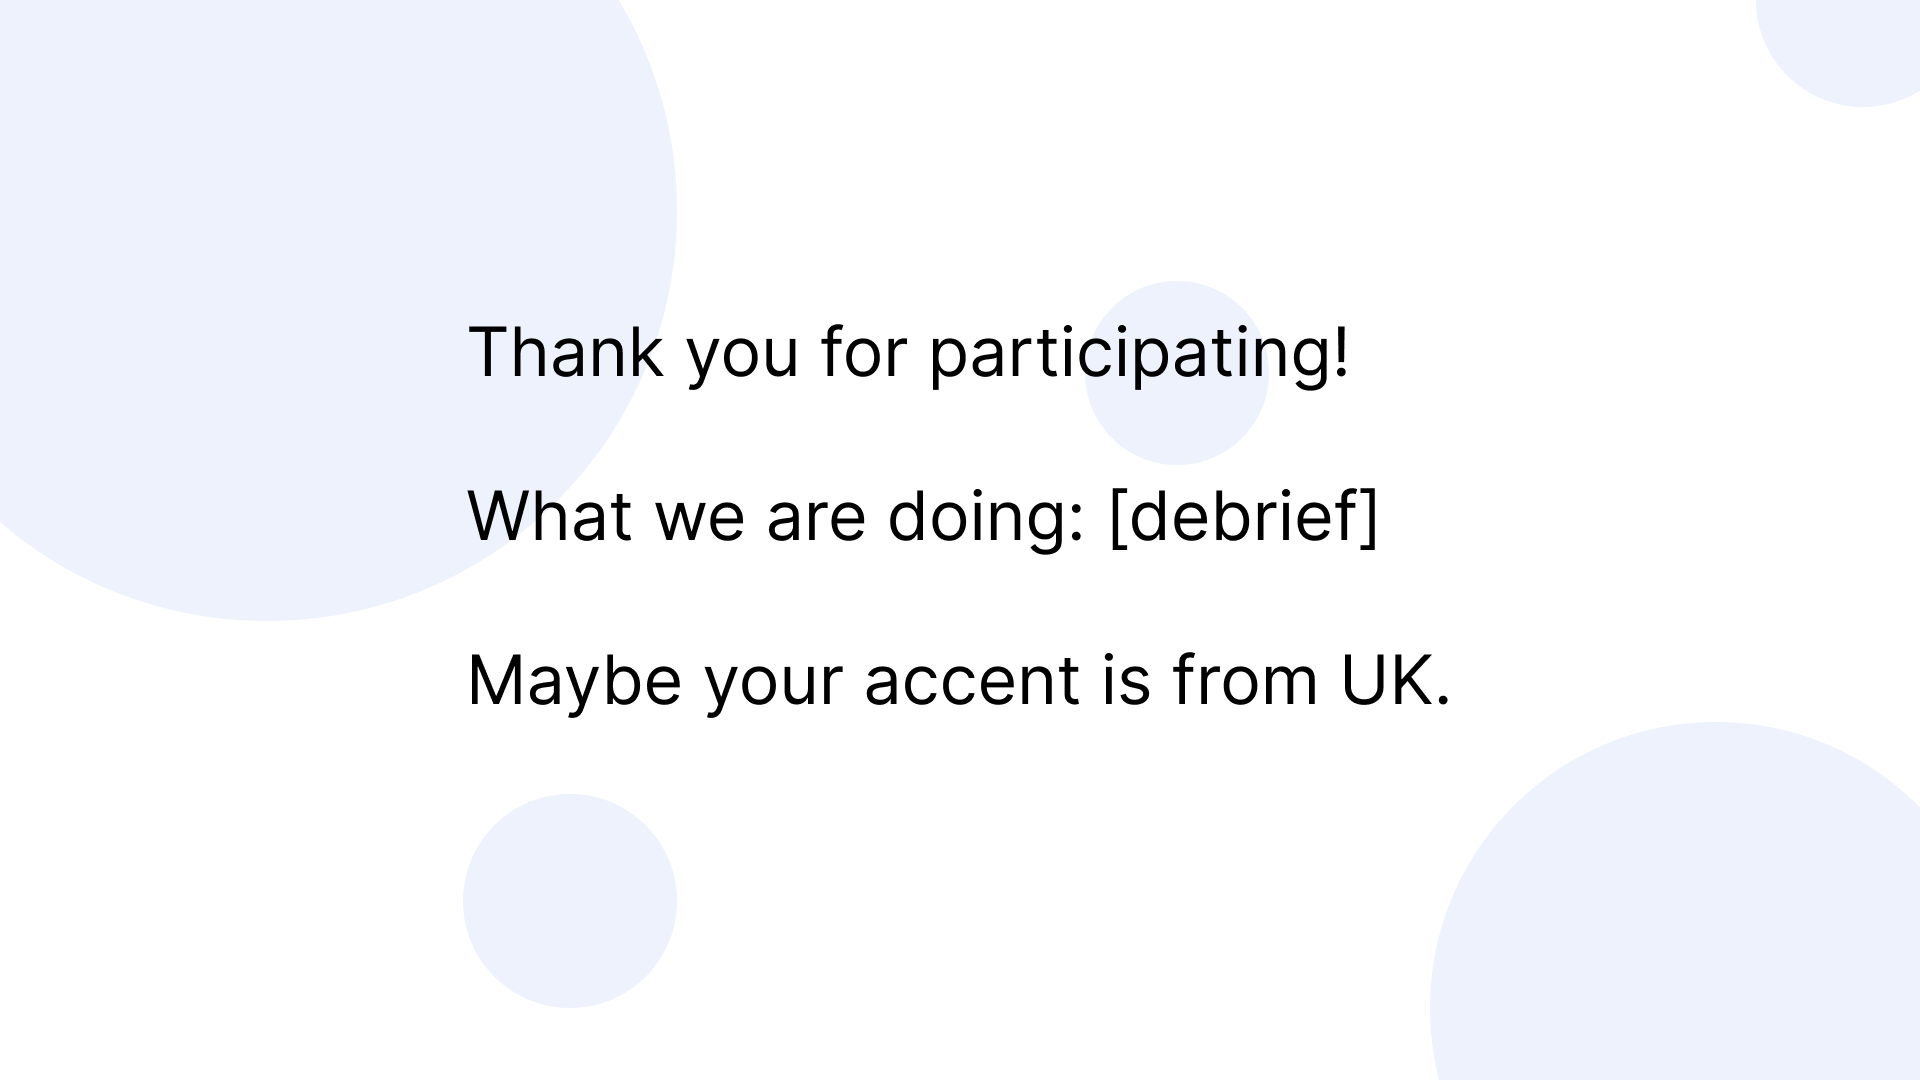 Thank you for participating!
What we are doing: [debrief]
Maybe your accent is from UK.